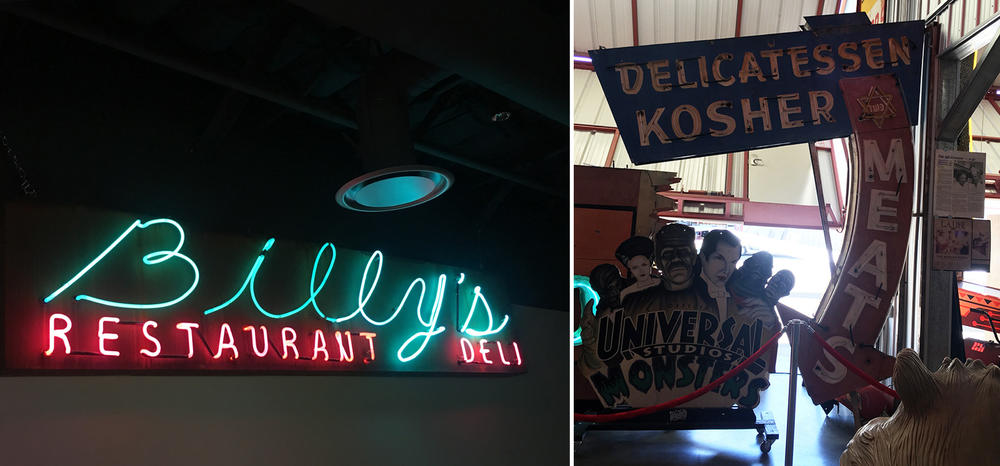 Billy's
RESTAURANT DELI
DELICATESSEN
KOSHER
MEATS
UNIVERSAL
STUDIOS
MONSTERS